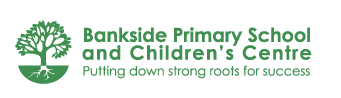 Bankside Primary School
and Children's Centre
Putting down strong roots for success